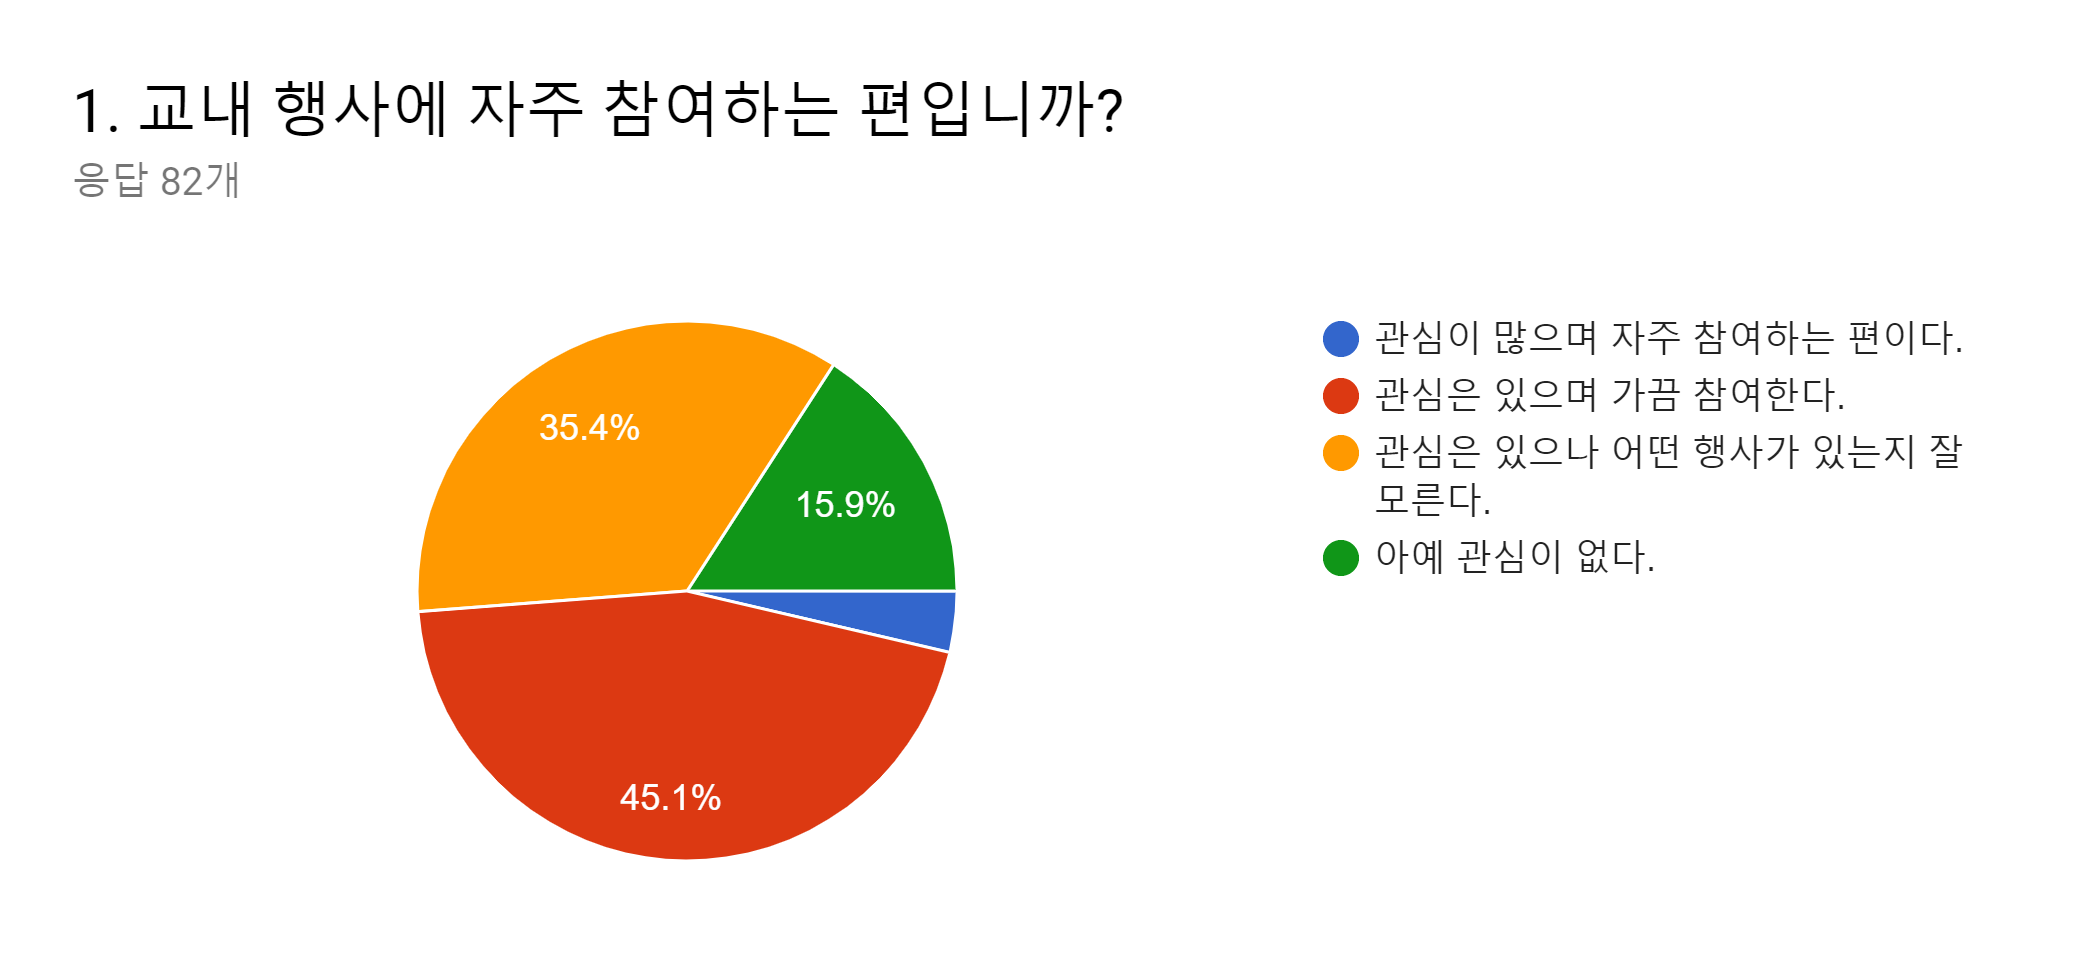 1. 교내 행사에 자주 참여하는 편입니까?
응답 82개
관심이 많으며 자주 참여하는 편이다.
관심은 있으며 가끔 참여한다.
관심은 있으나 어떤 행사가 있는지 잘
모른다.
아예 관심이 없다.
35.4%
15.9%
45.1%